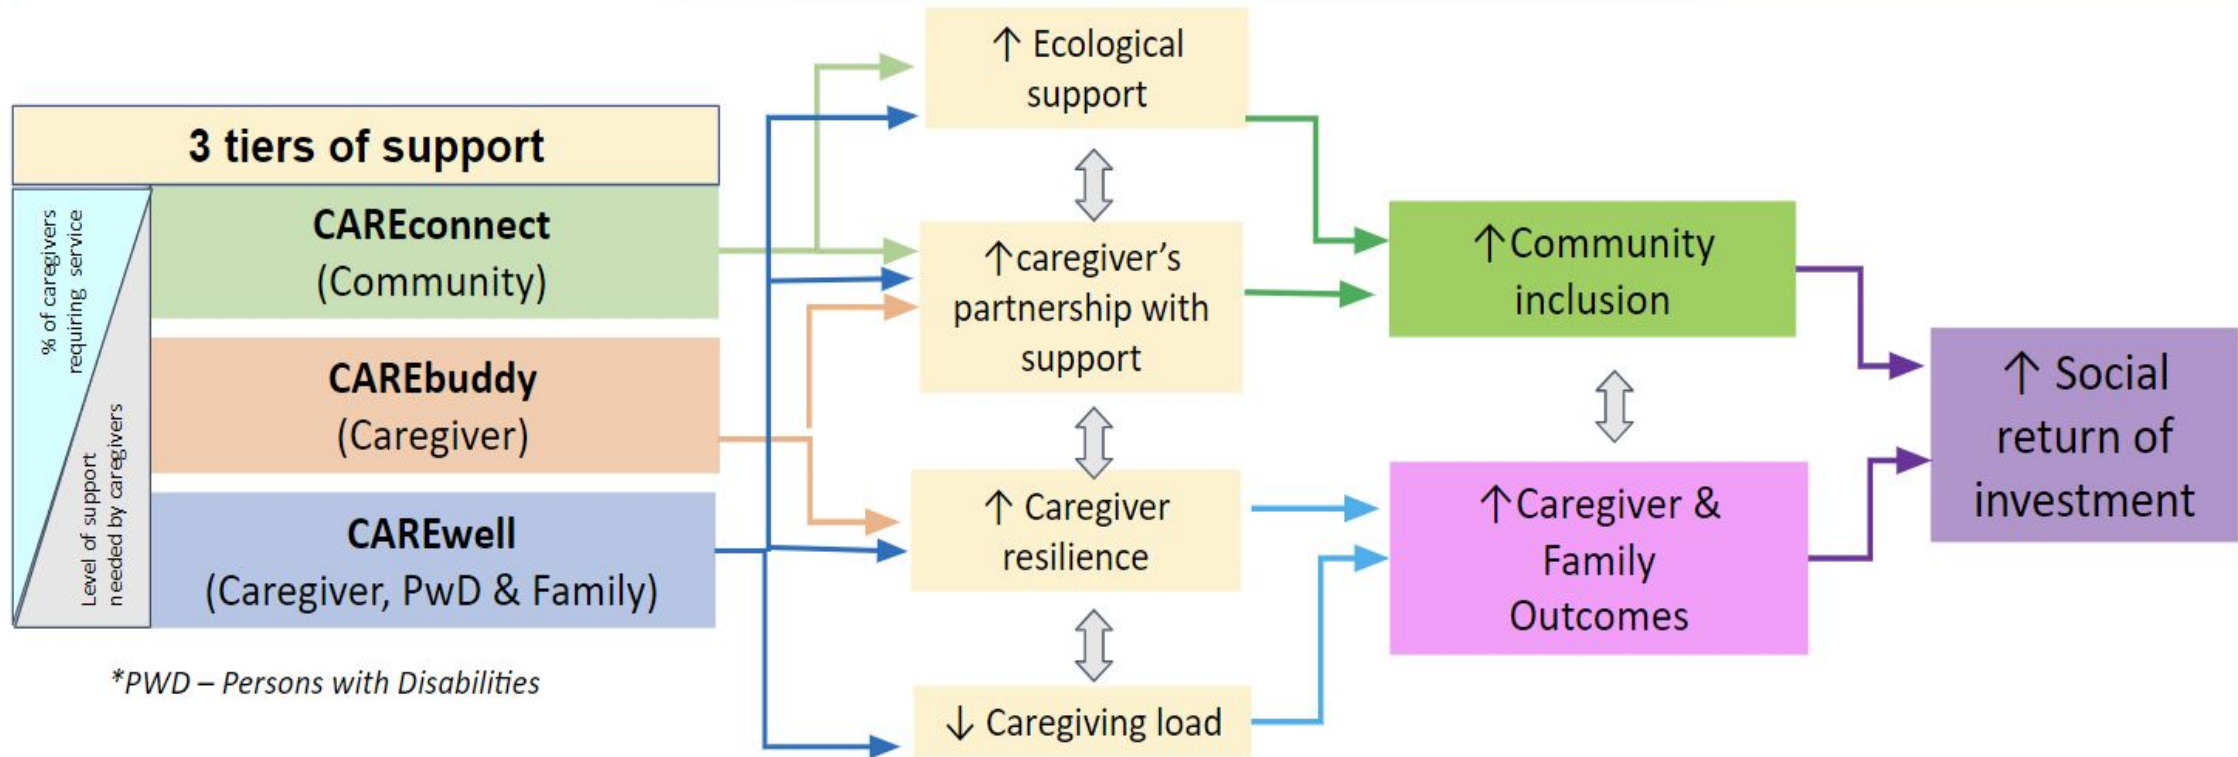 3 tiers of support
% of caregivers
requiring service
Level of support
needed by caregivers
CAREconnect
(Community)
CAREbuddy
(Caregiver)
CAREwell
(Caregiver, PwD & Family)
*PWD – Persons with Disabilities
↑ Ecological
support
↑caregiver’s
partnership with
support
↑ Caregiver
resilience
↓ Caregiving load
↑Community
inclusion
↑Caregiver &
Family
Outcomes
↑ Social
return of
investment